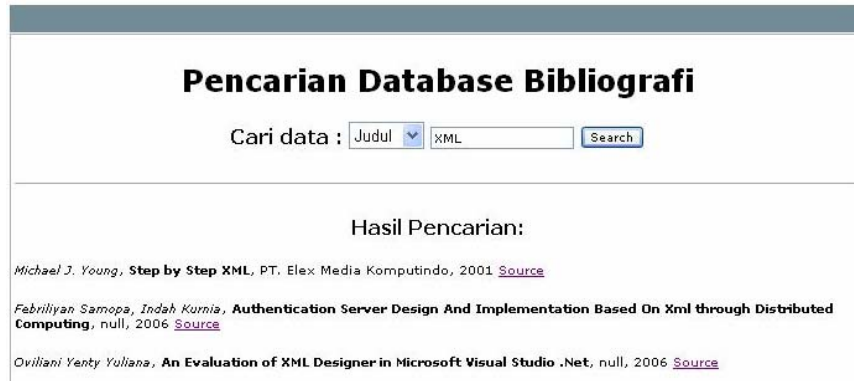 Pencarian Database Bibliografi
Cari data : Judul XML Search
Hasil Pencarian:
Michael J. Young, Step by Step XML, PT. Elex Media Komputindo, 2001 Source
Febriliyan Samopa, Indah Kurnia, Authentication Server Design And Implementation Based On Xml through Distributed
Computing, null, 2006 Source
Oviliani Yenty Yuliana, An Evaluation of XML Designer in Microsoft Visual Studio .Net, null, 2006 Source